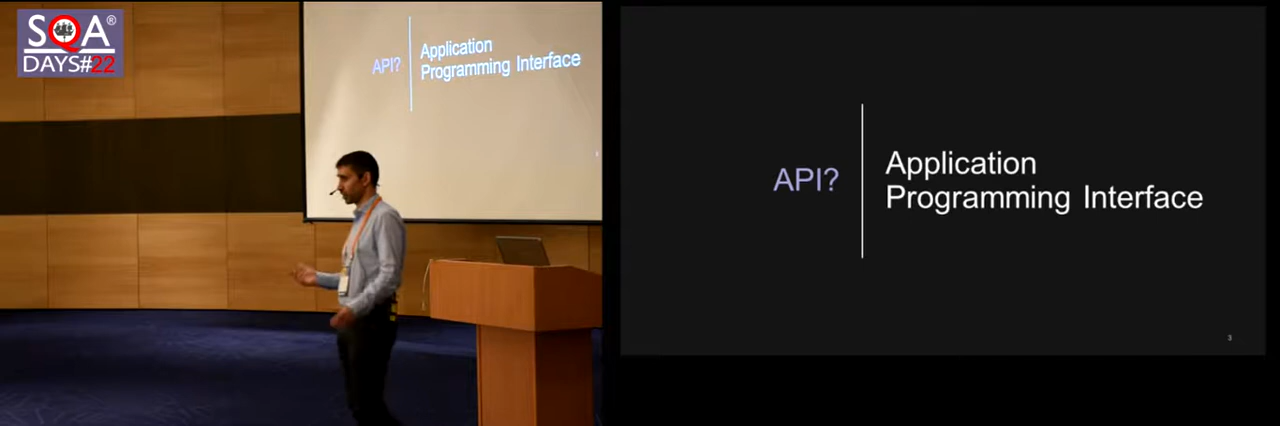 SQA®
DAYS#22
API?
Application
Programming Interface
API?
Application
Programming Interface
3